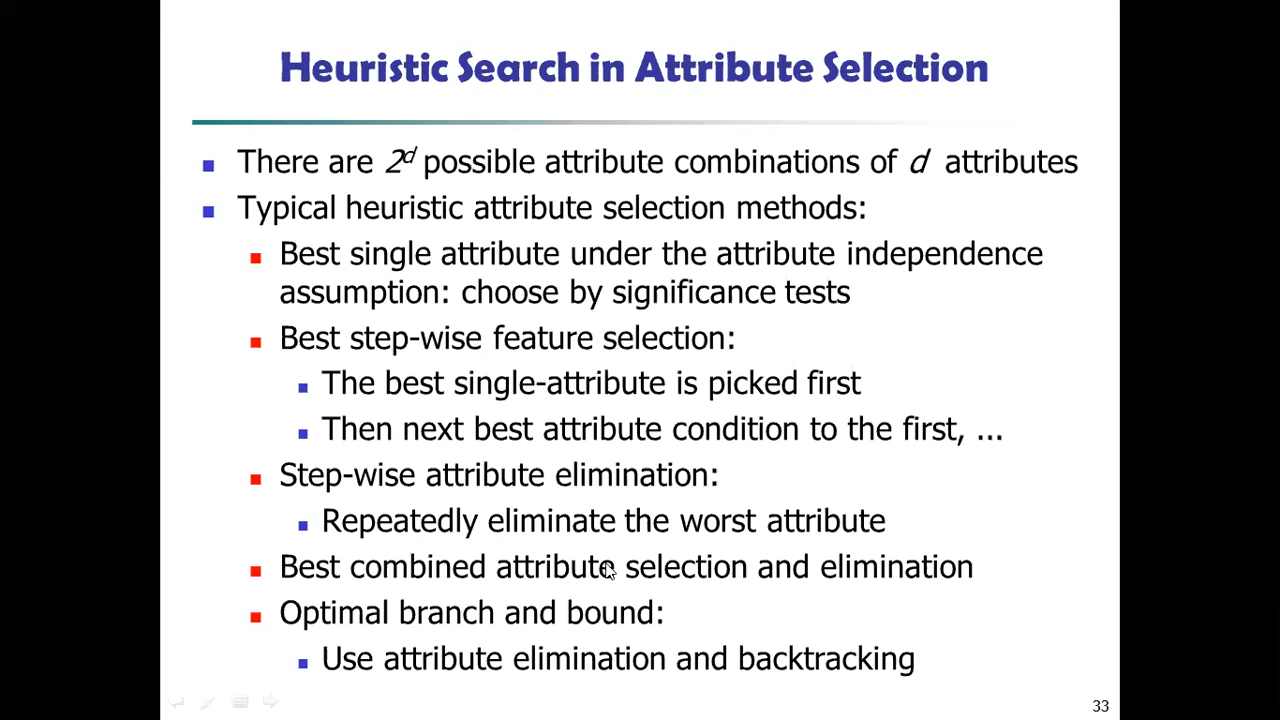 Heuristic Search in Attribute Selection
There are 2^d possible attribute combinations of d attributes
Typical heuristic attribute selection methods:
Best single attribute under the attribute independence
assumption: choose by significance tests
Best step-wise feature selection:
The best single-attribute is picked first
Then next best attribute condition to the first, ...
Step-wise attribute elimination:
Repeatedly eliminate the worst attribute
Best combined attribute selection and elimination
Optimal branch and bound:
Use attribute elimination and backtracking
33